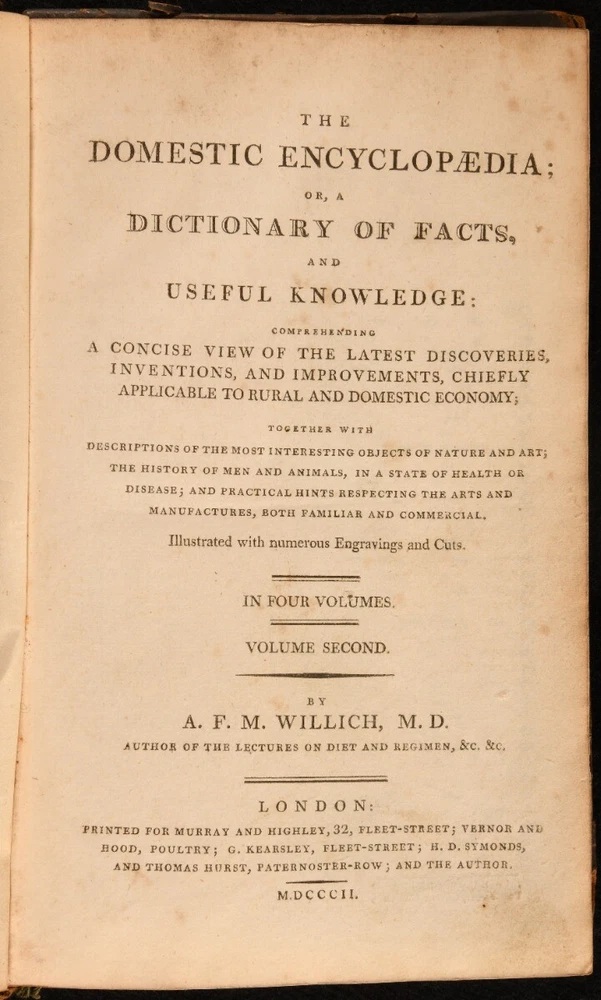 THE
DOMESTIC ENCYCLOPÆDIA;
OR, A
DICTIONARY OF FACTS,
AND
USEFUL KNOWLEDGE:
COMPREHENDING
A CONCISE VIEW OF THE LATEST DISCOVERIES,
INVENTIONS, AND IMPROVEMENTS, CHIEFLY
APPLICABLE TO RURAL AND DOMESTIC ECONOMY;
TOGETHER WITH
DESCRIPTIONS OF THE MOST INTERESTING OBJECTS OF NATURE AND ART;
THE HISTORY OF MEN AND ANIMALS, IN A STATE OF HEALTH OR
DISEASE; AND PRACTICAL HINTS RESPECTING THE ARTS AND
MANUFACTURES, BOTH FAMILIAR AND COMMERCIAL.
Illustrated with numerous Engravings and Cuts.
IN FOUR VOLUMES.
VOLUME SECOND.
BY
A. F. M. WILLICH, M. D.
AUTHOR OF THE LECTURES ON DIET AND REGIMEN, &c. &c.
LONDON:
PRINTED FOR MURRAY AND HIGHLEY, 32, FLEET-STREET; VERNOR AND
HOOD, POULTRY; G. KEARSLEY, FLEET-STREET; H. D. SYMONDS,
AND THOMAS HURST, PATERNOSTER-ROW; AND THE AUTHOR.
M.DCCCII.